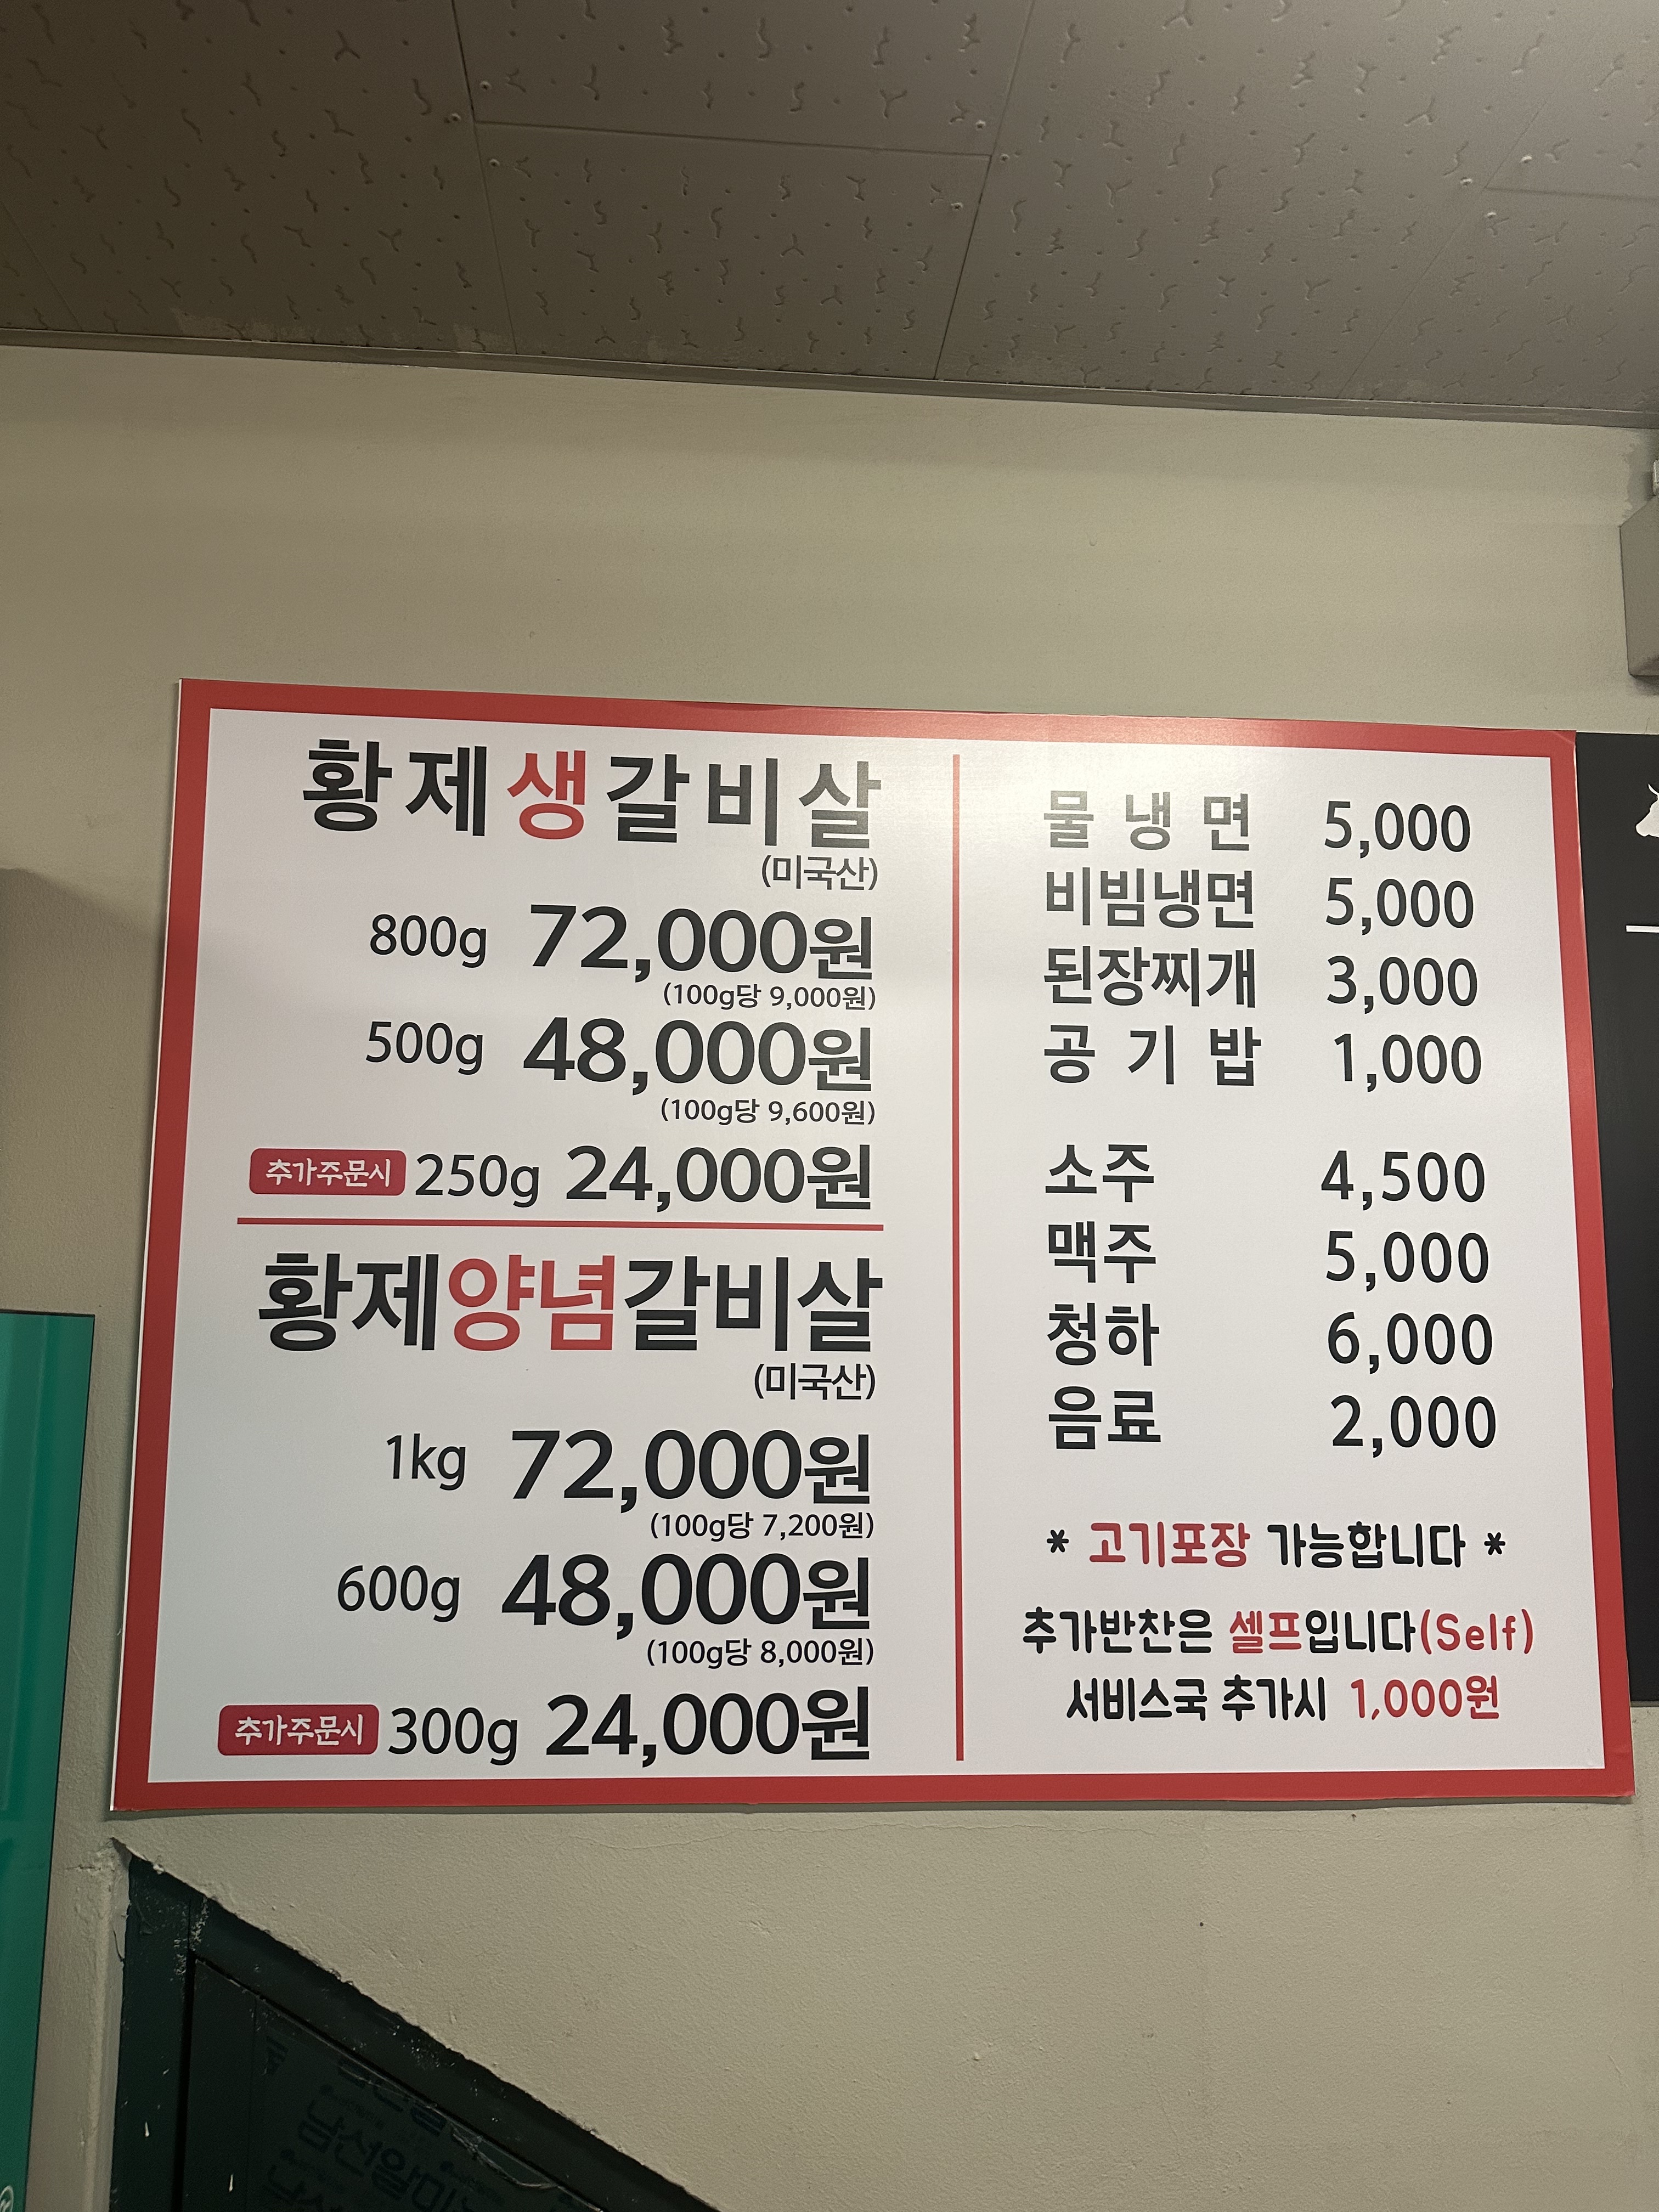 황제생갈비살
(미국산)
800g 72,000원
(100g당 9,000원)
500g 48,000원
(100g당 9,600원)
추가주문시 250g 24,000원
황제양념갈비살
(미국산)
1kg 72,000원
(100g당 7,200원)
600g 48,000원
(100g당 8,000원)
추가주문시 300g 24,000원
물냉면 5,000
비빔냉면 5,000
된장찌개 3,000
공기밥 1,000
소주 4,500
맥주 5,000
청하 6,000
음료 2,000
* 고기포장 가능합니다 *
추가반찬은 셀프입니다(Self)
서비스국 추가시 1,000원